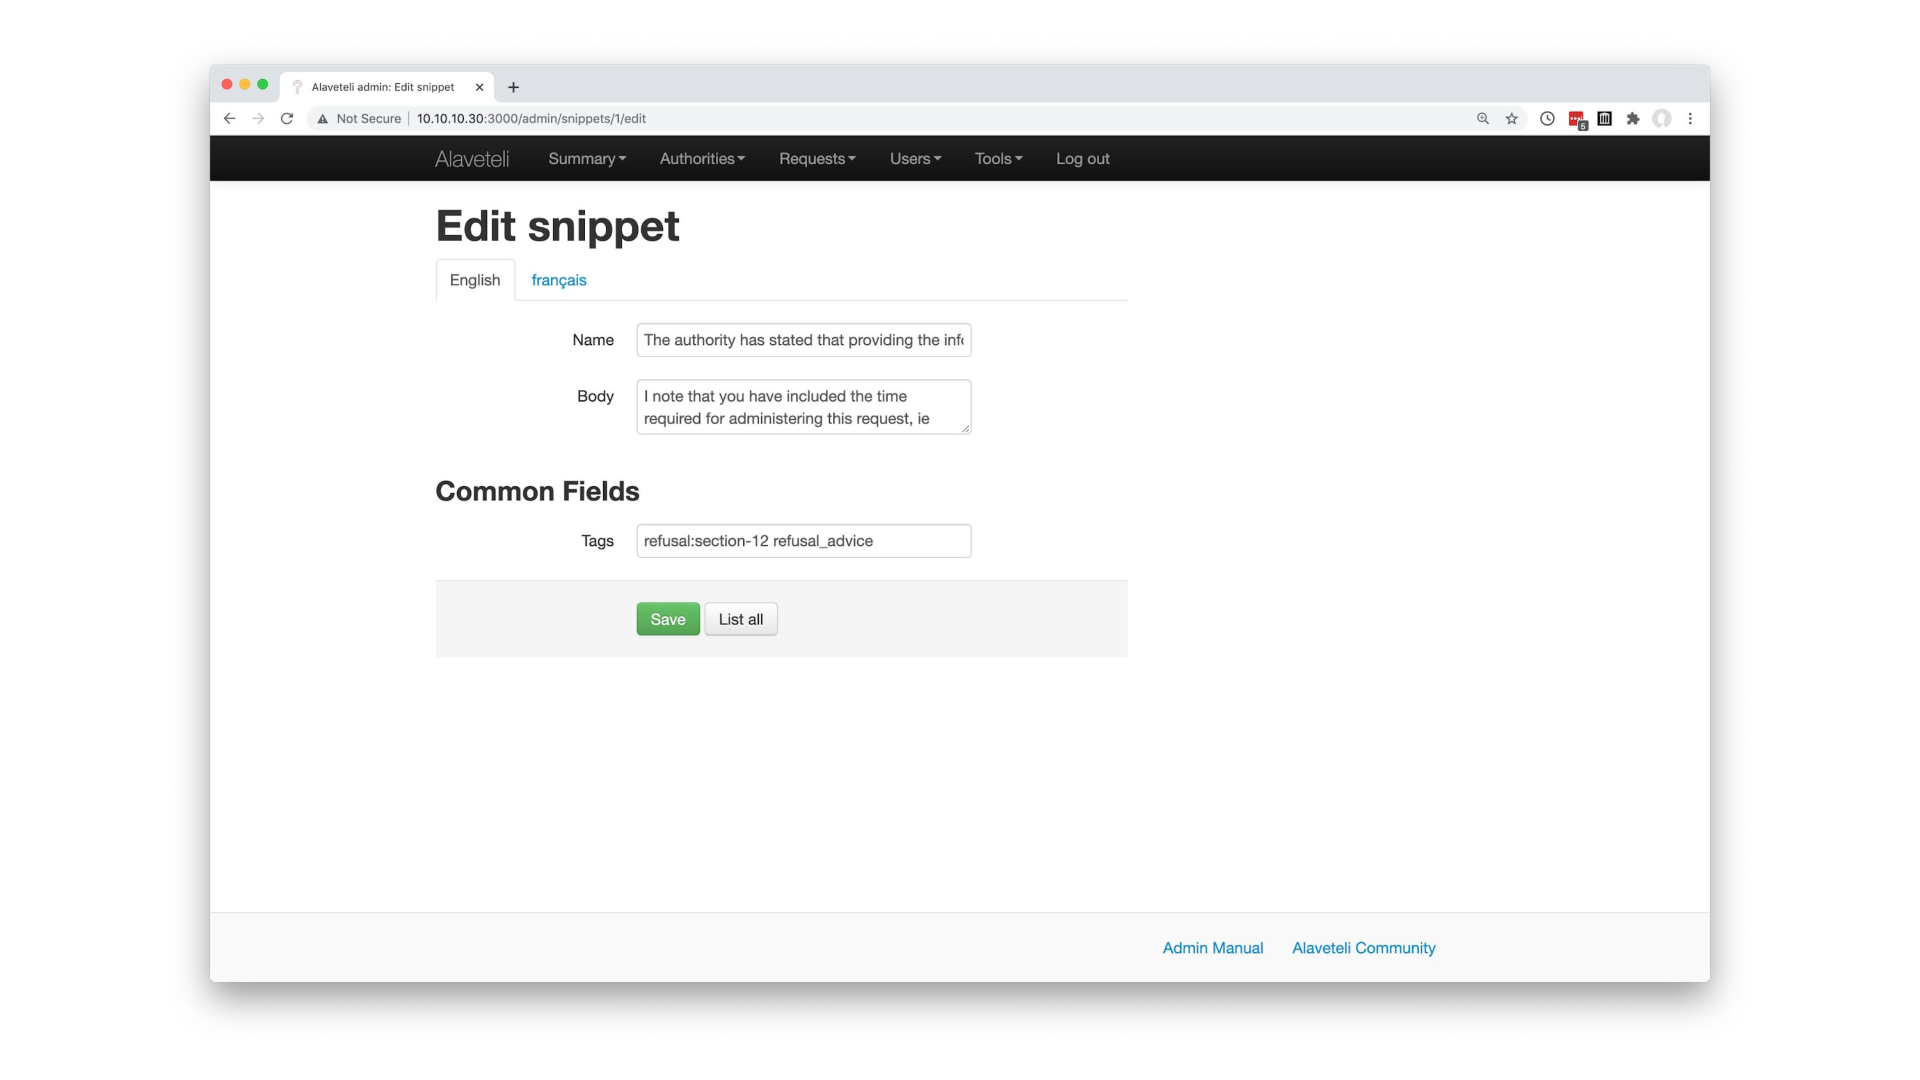 Alaveteli admin: Edit snippet
Not Secure 10.10.10.30:3000/admin/snippets/1/edit
5
Alaveteli Summary Authorities Requests Users Tools Log out
Edit snippet
English français
Name The authority has stated that providing the info
Body I note that you have included the time
required for administering this request, ie
Common Fields
Tags refusal:section-12 refusal_advice
Save List all
Admin Manual Alaveteli Community